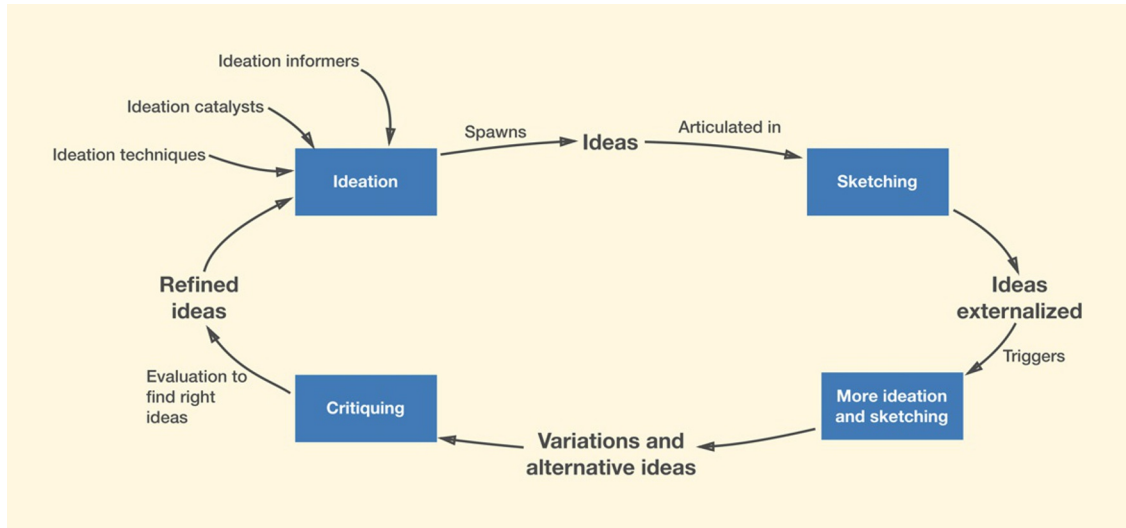 Ideation informers
Ideation catalysts
Ideation techniques
Ideation
Spawns
Ideas
Articulated in
Sketching
Ideas
externalized
Triggers
More ideation
and sketching
Variations and
alternative ideas
Critiquing
Evaluation to
find right
ideas
Refined
ideas